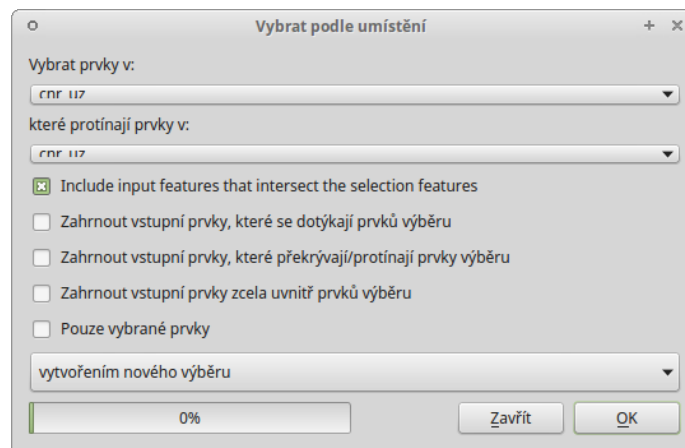 Vybrat podle umístění
Vybrat prvky v:
cnr_uz
které protínají prvky v:
cnr_uz
Include input features that intersect the selection features
Zahrnout vstupní prvky, které se dotýkají prvků výběru
Zahrnout vstupní prvky, které překrývají/protínají prvky výběru
Zahrnout vstupní prvky zcela uvnitř prvků výběru
Pouze vybrané prvky
vytvořením nového výběru
0% Zavřít OK